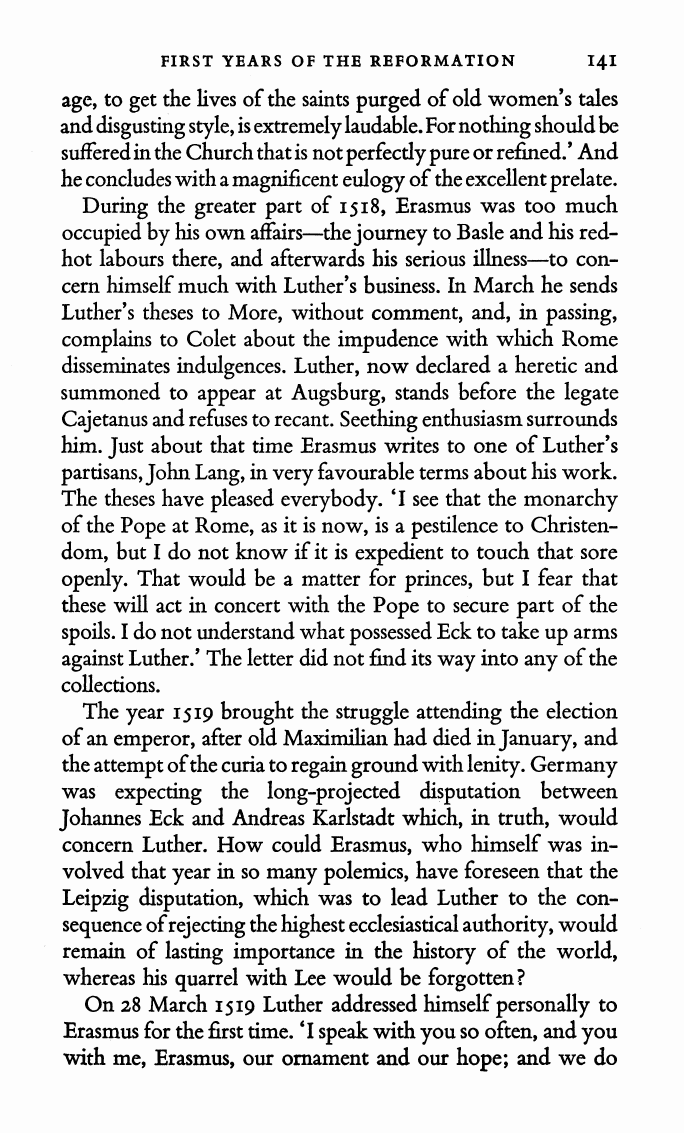 FIRST YEARS OF THE REFORMATION 141
age, to get the lives of the saints purged of old women's tales
and disgusting style, is extremely laudable. For nothing should be
suffered in the Church that is not perfectly pure or refined.' And
he concludes with a magnificent eulogy of the excellent prelate.
During the greater part of 1518, Erasmus was too much
occupied by his own affairs—the journey to Basle and his red-
hot labours there, and afterwards his serious illness—to con-
cern himself much with Luther's business. In March he sends
Luther's theses to More, without comment, and, in passing,
complains to Colet about the impudence with which Rome
disseminates indulgences. Luther, now declared a heretic and
summoned to appear at Augsburg, stands before the legate
Cajetanus and refuses to recant. Seething enthusiasm surrounds
him. Just about that time Erasmus writes to one of Luther's
partisans, John Lang, in very favourable terms about his work.
The theses have pleased everybody. 'I see that the monarchy
of the Pope at Rome, as it is now, is a pestilence to Christen-
dom, but I do not know if it is expedient to touch that sore
openly. That would be a matter for princes, but I fear that
these will act in concert with the Pope to secure part of the
spoils. I do not understand what possessed Eck to take up arms
against Luther.' The letter did not find its way into any of the
collections.
The year 1519 brought the struggle attending the election
of an emperor, after old Maximilian had died in January, and
the attempt of the curia to regain ground with lenity. Germany
was expecting the long-projected disputation between
Johannes Eck and Andreas Karlstadt which, in truth, would
concern Luther. How could Erasmus, who himself was in-
volved that year in so many polemics, have foreseen that the
Leipzig disputation, which was to lead Luther to the con-
sequence of rejecting the highest ecclesiastical authority, would
remain of lasting importance in the history of the world,
whereas his quarrel with Lee would be forgotten?
On 28 March 1519 Luther addressed himself personally to
Erasmus for the first time. 'I speak with you so often, and you
with me, Erasmus, our ornament and our hope; and we do